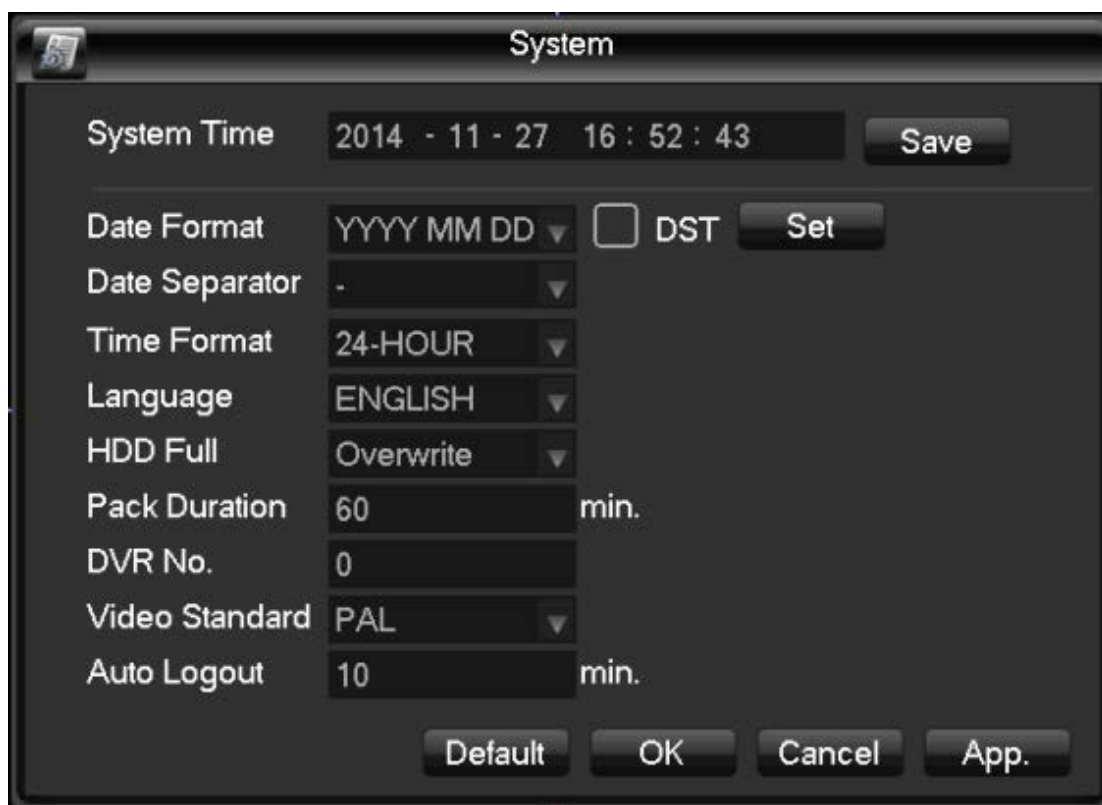 System
System Time 2014 - 11 - 27 16 : 52 : 43 Save
Date Format YYYY MM DD DST Set
Date Separator -
Time Format 24-HOUR
Language ENGLISH
HDD Full Overwrite
Pack Duration 60 min.
DVR No. 0
Video Standard PAL
Auto Logout 10 min.
Default OK Cancel App.